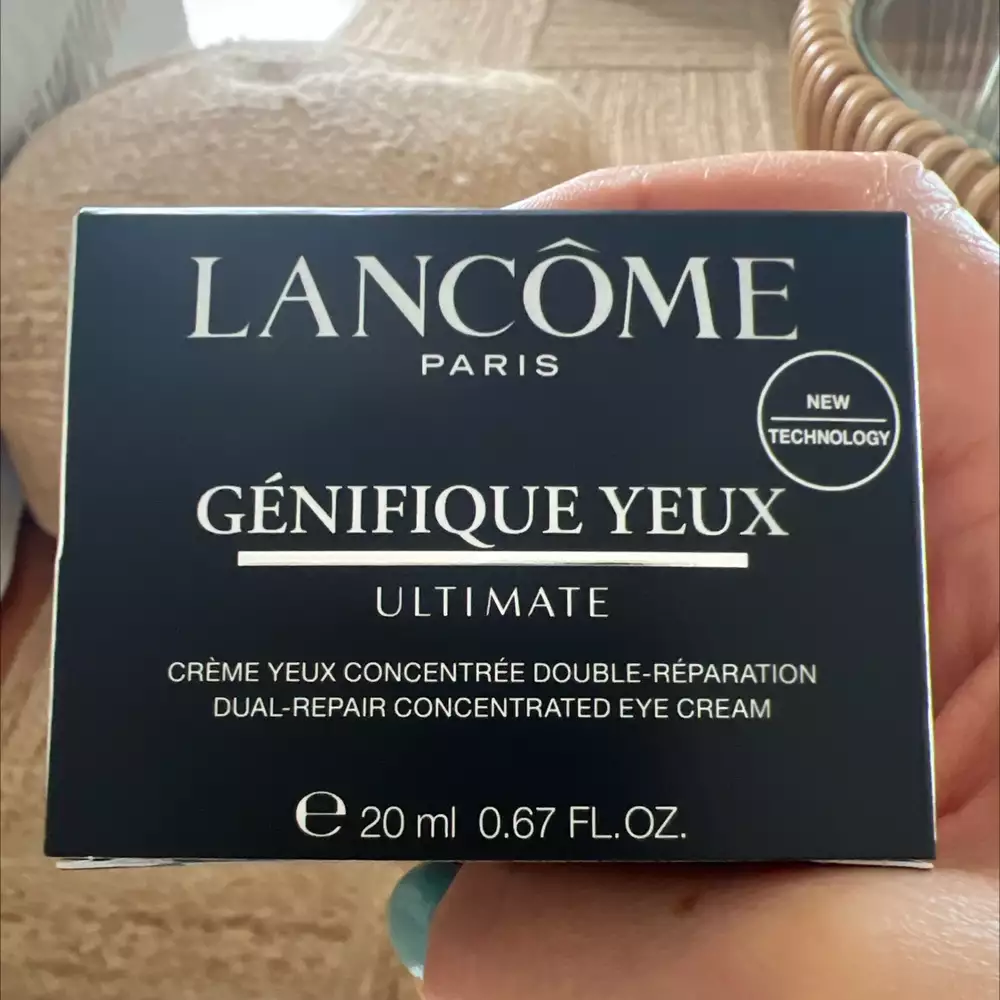 LANCÔME
PARIS
NEW
TECHNOLOGY
GÉNIFIQUE YEUX
ULTIMATE
CRÈME YEUX CONCENTRÉE DOUBLE-RÉPARATION
DUAL-REPAIR CONCENTRATED EYE CREAM
℮ 20 ml 0.67 FL.OZ.